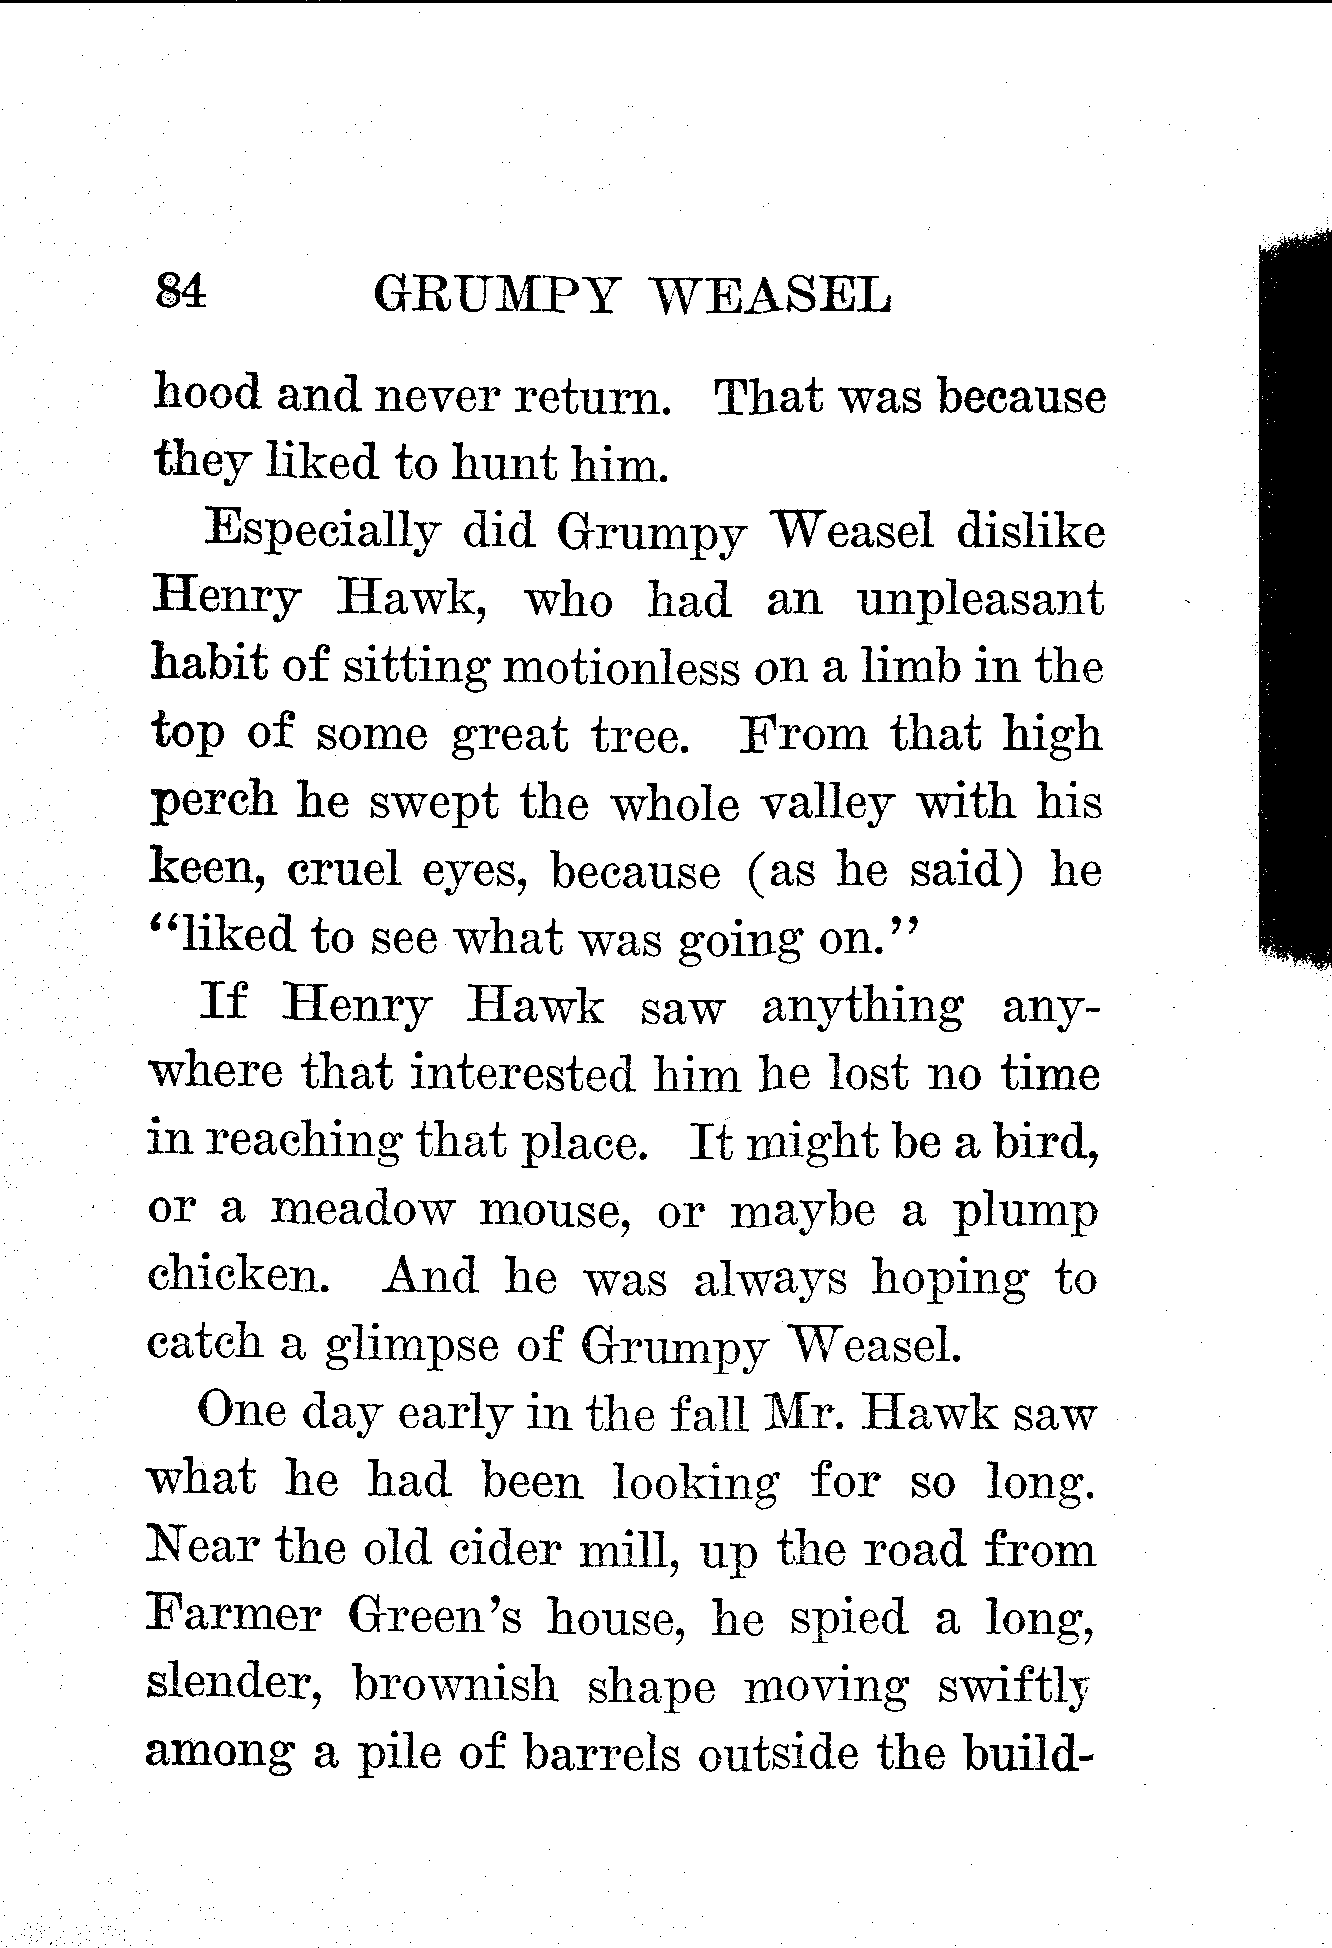 84 GRUMPY WEASEL
hood and never return. That was because
they liked to hunt him.
Especially did Grumpy Weasel dislike
Henry Hawk, who had an unpleasant
habit of sitting motionless on a limb in the
top of some great tree. From that high
perch he swept the whole valley with his
keen, cruel eyes, because (as he said) he
“liked to see what was going on.”
If Henry Hawk saw anything any-
where that interested him he lost no time
in reaching that place. It might be a bird,
or a meadow mouse, or maybe a plump
chicken. And he was always hoping to
catch a glimpse of Grumpy Weasel.
One day early in the fall Mr. Hawk saw
what he had been looking for so long.
Near the old cider mill, up the road from
Farmer Green’s house, he spied a long,
slender, brownish shape moving swiftly
among a pile of barrels outside the build-